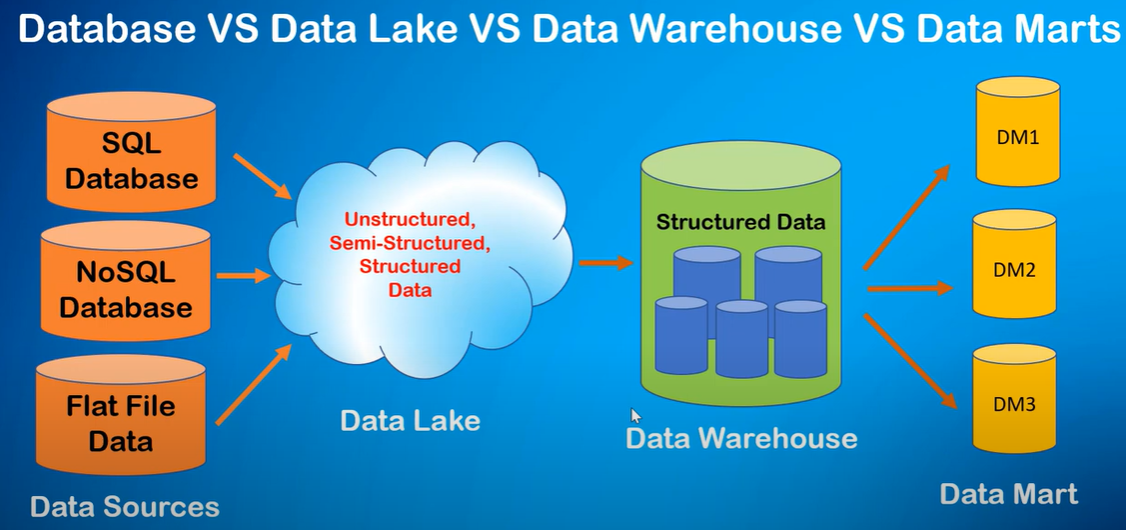 Database VS Data Lake VS Data Warehouse VS Data Marts
SQL
Database
NoSQL
Database
Flat File
Data
Data Sources
Unstructured,
Semi-Structured,
Structured
Data
Data Lake
Structured Data
Data Warehouse
DM1
DM2
DM3
Data Mart